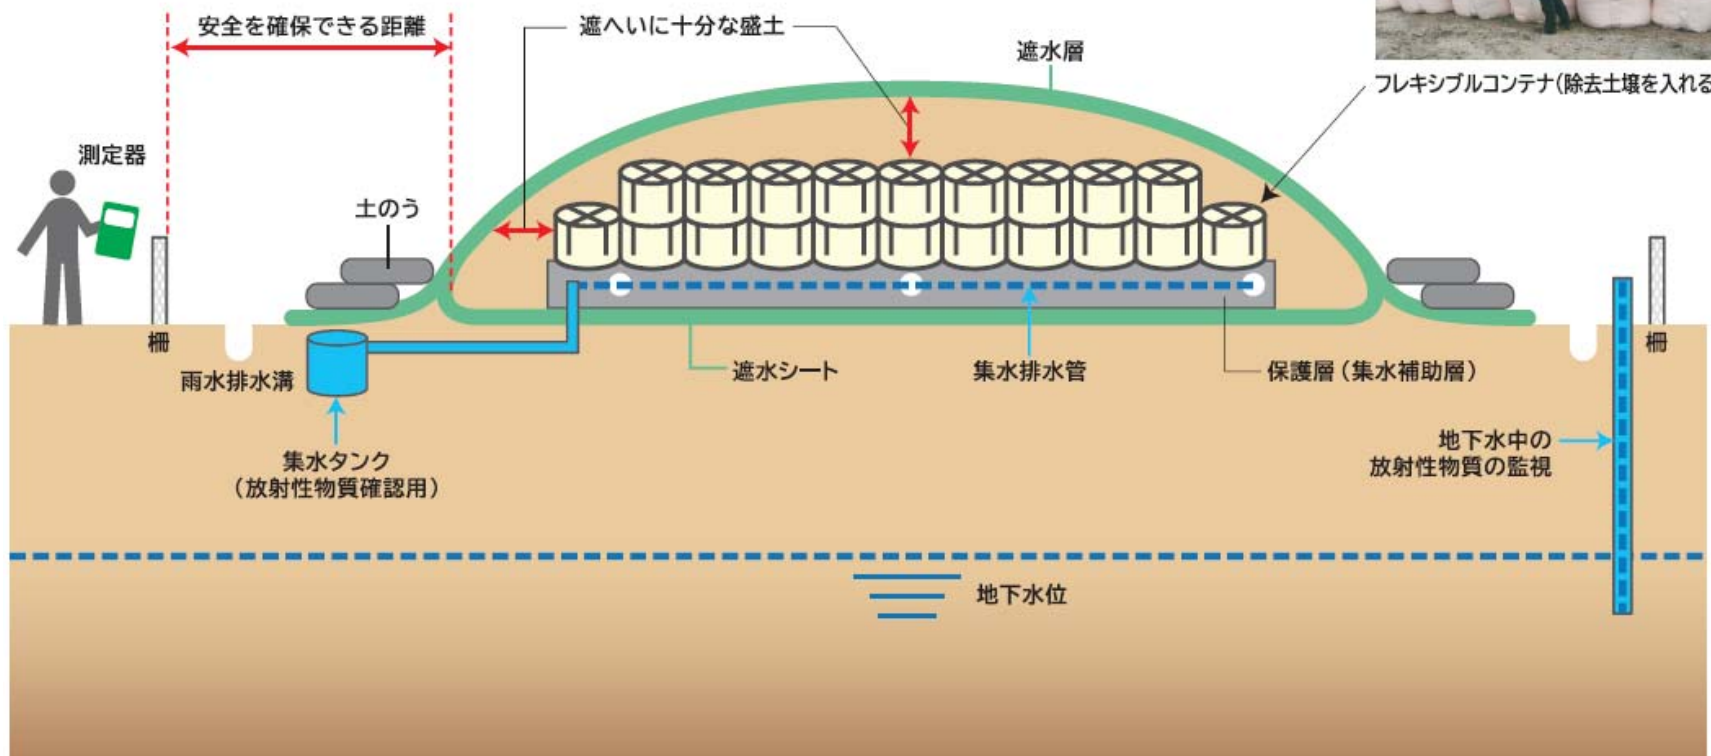 安全を確保できる距離
遮へいに十分な盛土
遮水層
フレキシブルコンテナ(除去土壌を入れる
測定器
土のう
柵
柵
雨水排水溝
遮水シート
集水排水管
保護層(集水補助層)
集水タンク
(放射性物質確認用)
地下水中の
放射性物質の監視
地下水位